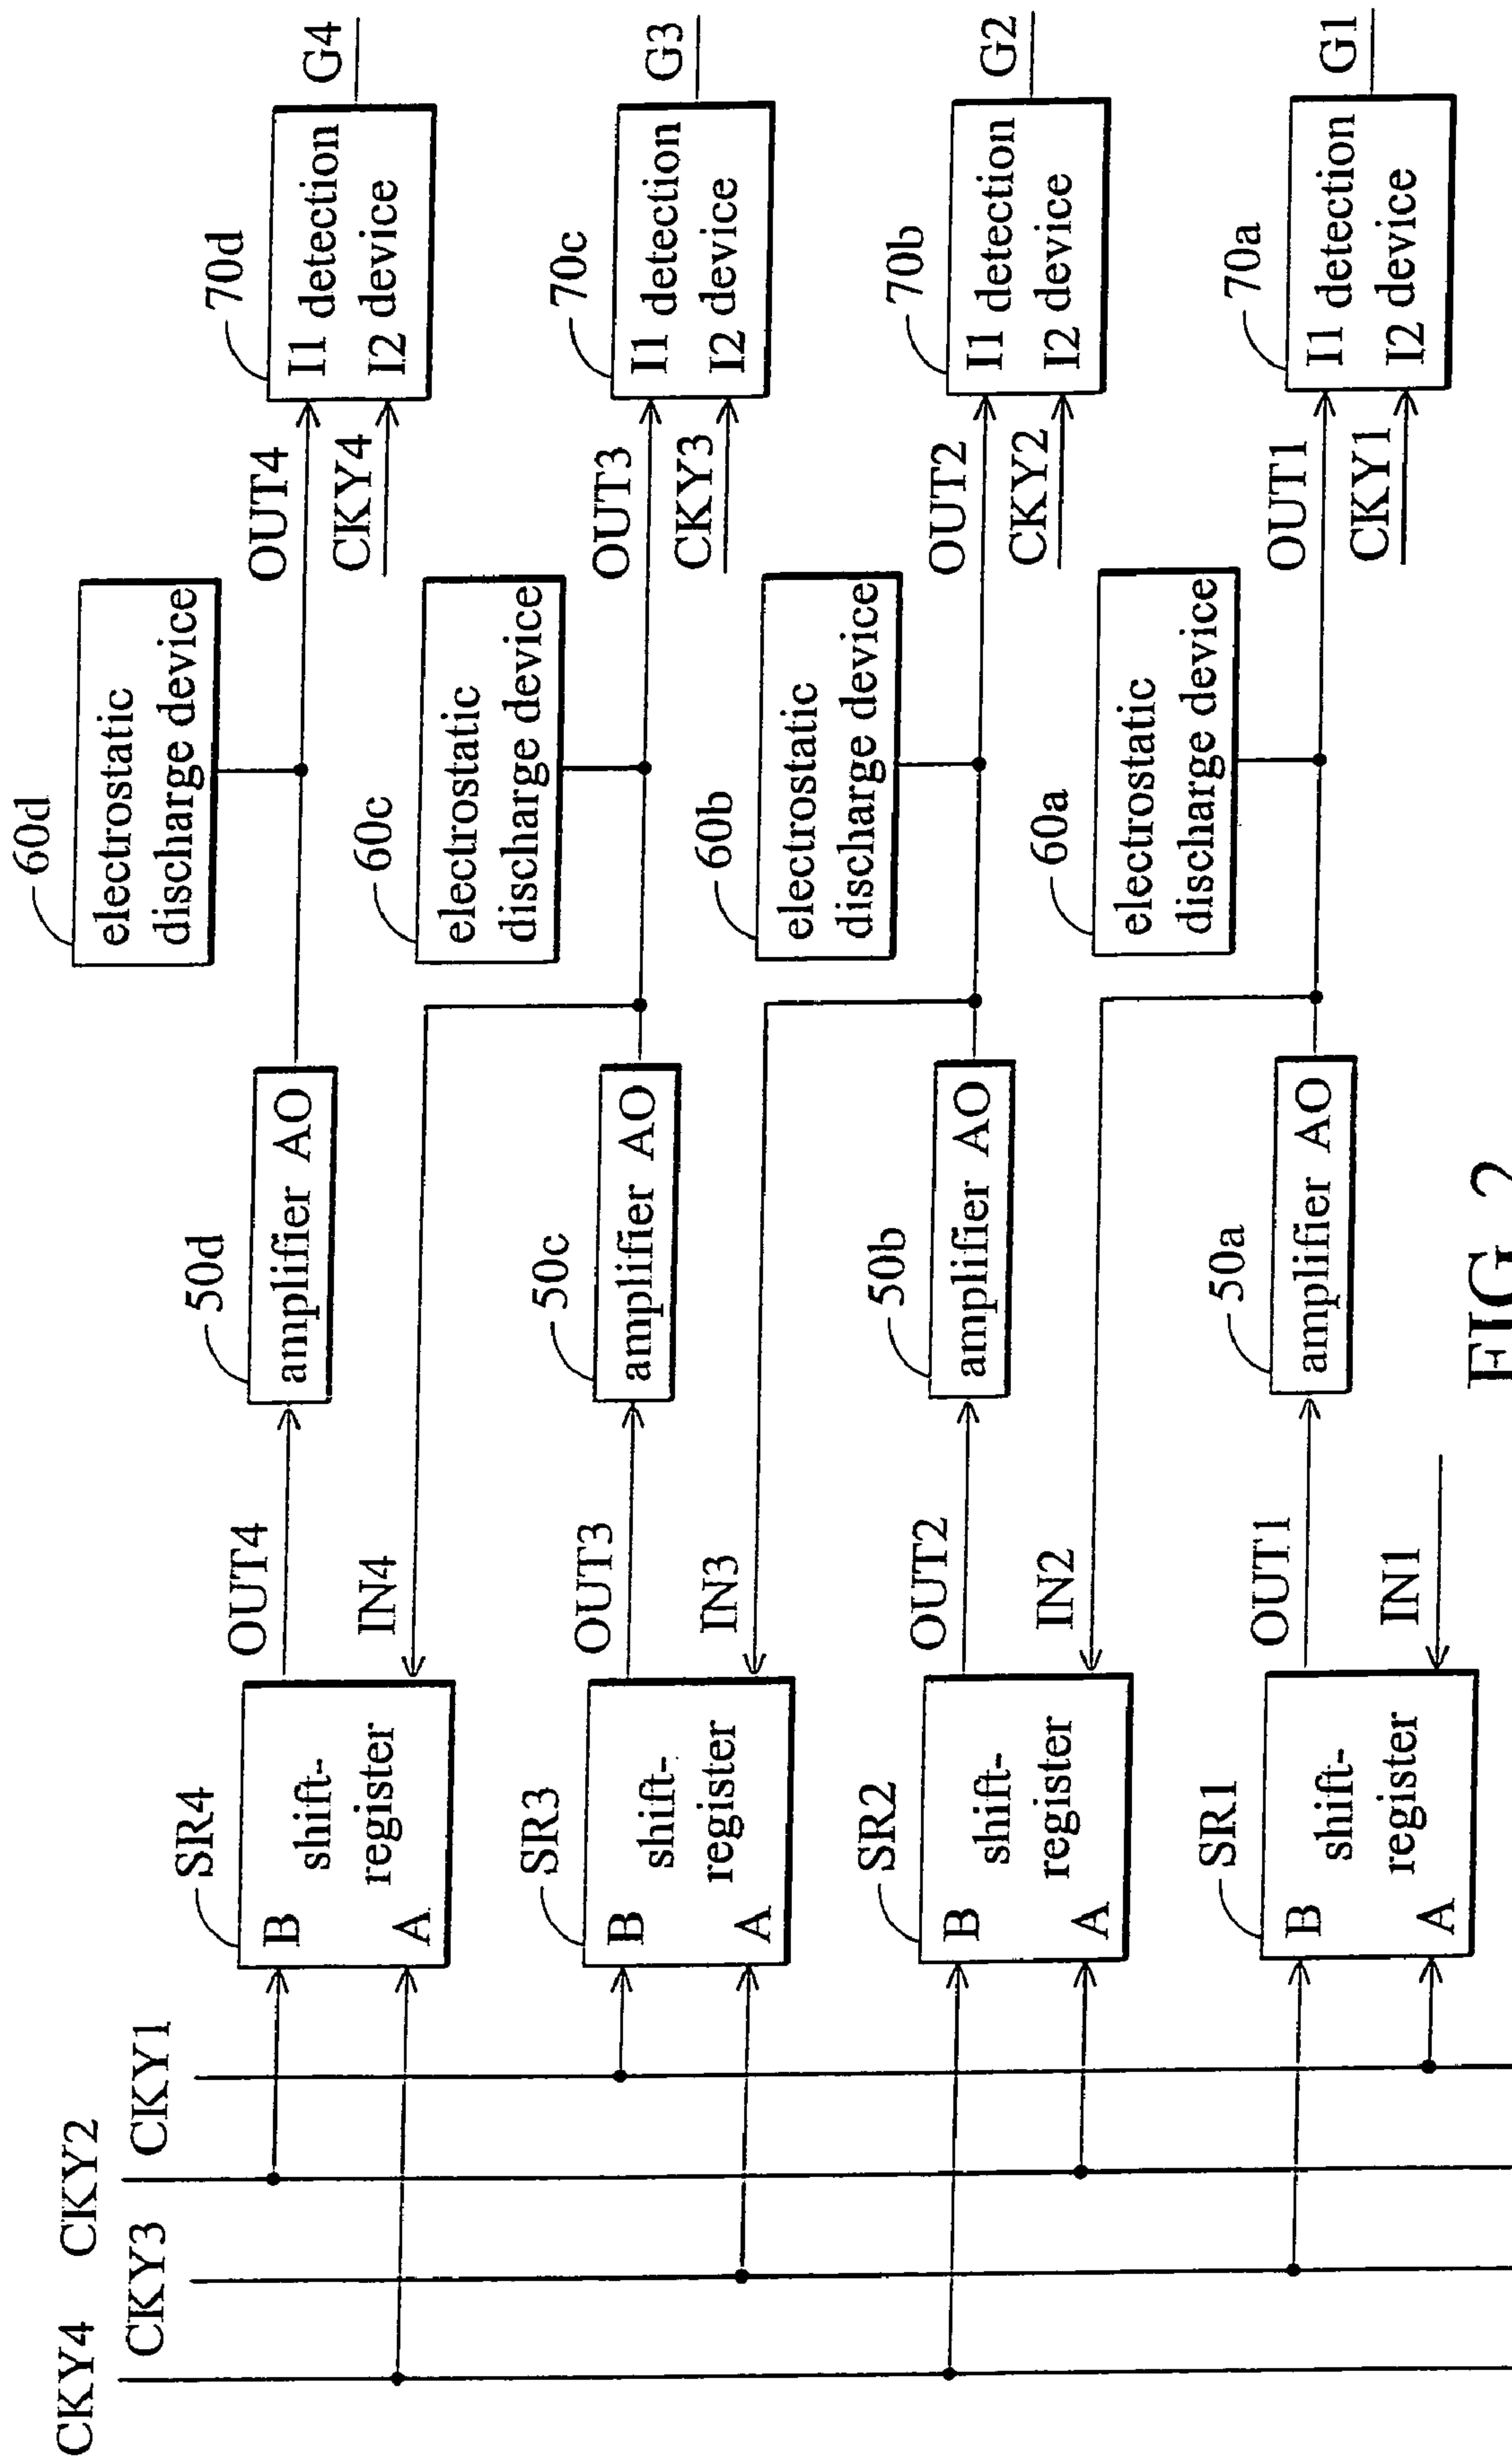 CKY4
CKY2
CKY3
CKY1
SR4
B
shift-
register
A
OUT4
IN4
50d
amplifier AO
60d
electrostatic
discharge device
OUT4
CKY4
70d
I1 detection
I2 device
G4
SR3
B
shift-
register
A
OUT3
IN3
50c
amplifier AO
60c
electrostatic
discharge device
OUT3
CKY3
70c
I1 detection
I2 device
G3
SR2
B
shift-
register
A
OUT2
IN2
50b
amplifier AO
60b
electrostatic
discharge device
OUT2
CKY2
70b
I1 detection
I2 device
G2
SR1
B
shift-
register
A
OUT1
IN1
50a
amplifier AO
60a
electrostatic
discharge device
OUT1
CKY1
70a
I1 detection
I2 device
G1
FIG. 2